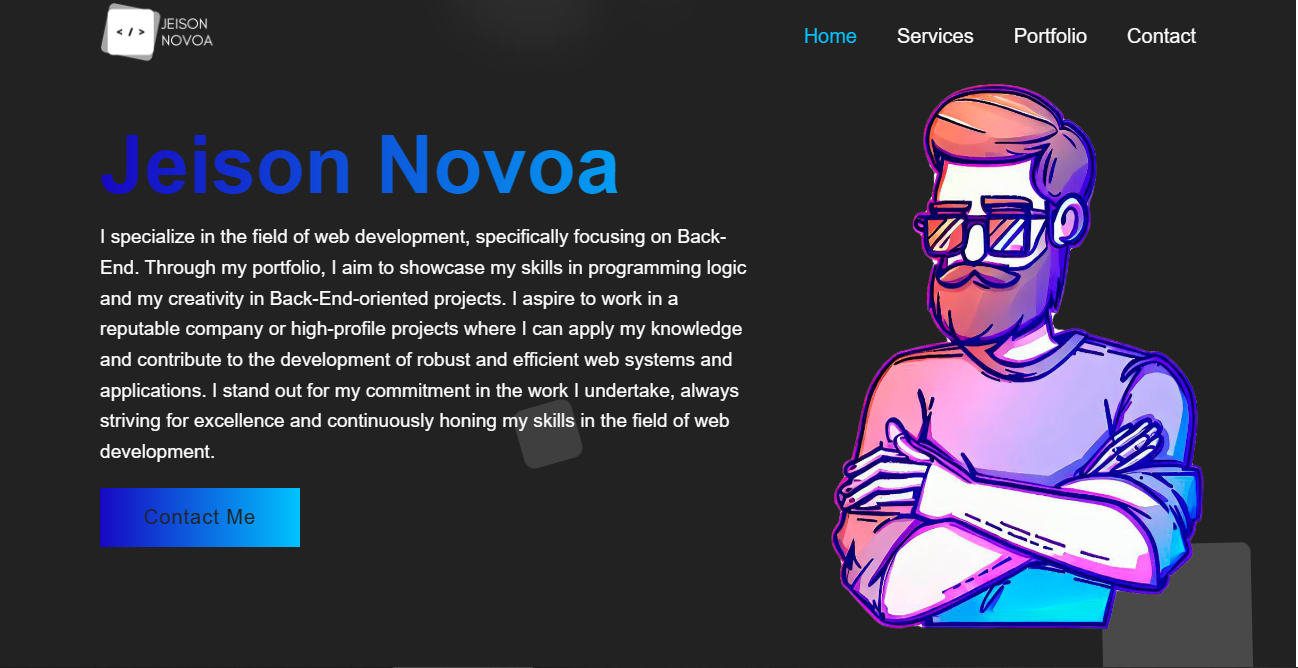 </>
JEISON
NOVOA
Home Services Portfolio Contact
Jeison Novoa
I specialize in the field of web development, specifically focusing on Back-
End. Through my portfolio, I aim to showcase my skills in programming logic
and my creativity in Back-End-oriented projects. I aspire to work in a
reputable company or high-profile projects where I can apply my knowledge
and contribute to the development of robust and efficient web systems and
applications. I stand out for my commitment in the work I undertake, always
striving for excellence and continuously honing my skills in the field of web
development.
Contact Me